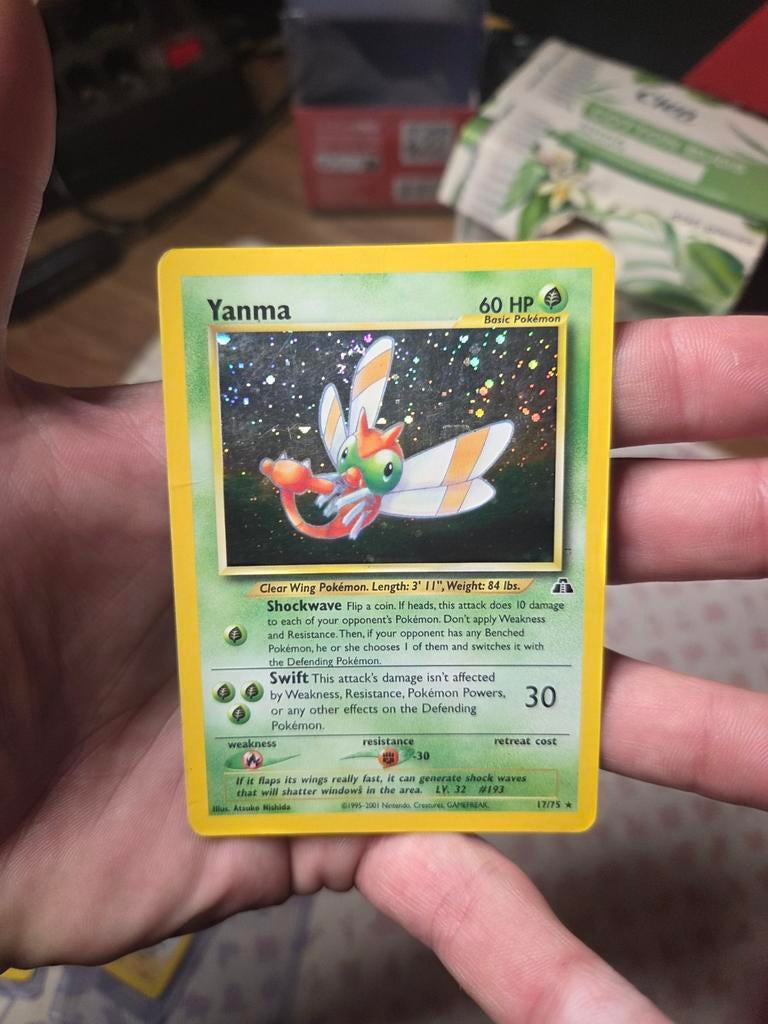 Yanma
60 HP
Basic Pokémon
Clear Wing Pokémon. Length: 3' 11", Weight: 84 lbs.
Shockwave Flip a coin. If heads, this attack does 10 damage
to each of your opponent's Pokémon. Don't apply Weakness
and Resistance. Then, if your opponent has any Benched
Pokémon, he or she chooses 1 of them and switches it with
the Defending Pokémon.
Swift This attack's damage isn't affected
by Weakness, Resistance, Pokémon Powers,
or any other effects on the Defending
Pokémon.
30
weakness
resistance
retreat cost
-30
If it flaps its wings really fast, it can generate shock waves
that will shatter windows in the area. LV. 32 #193
Illus. Atsuko Nishida
©1995-2001 Nintendo, Creatures, GAMEFREAK.
17/75 ★
Cien